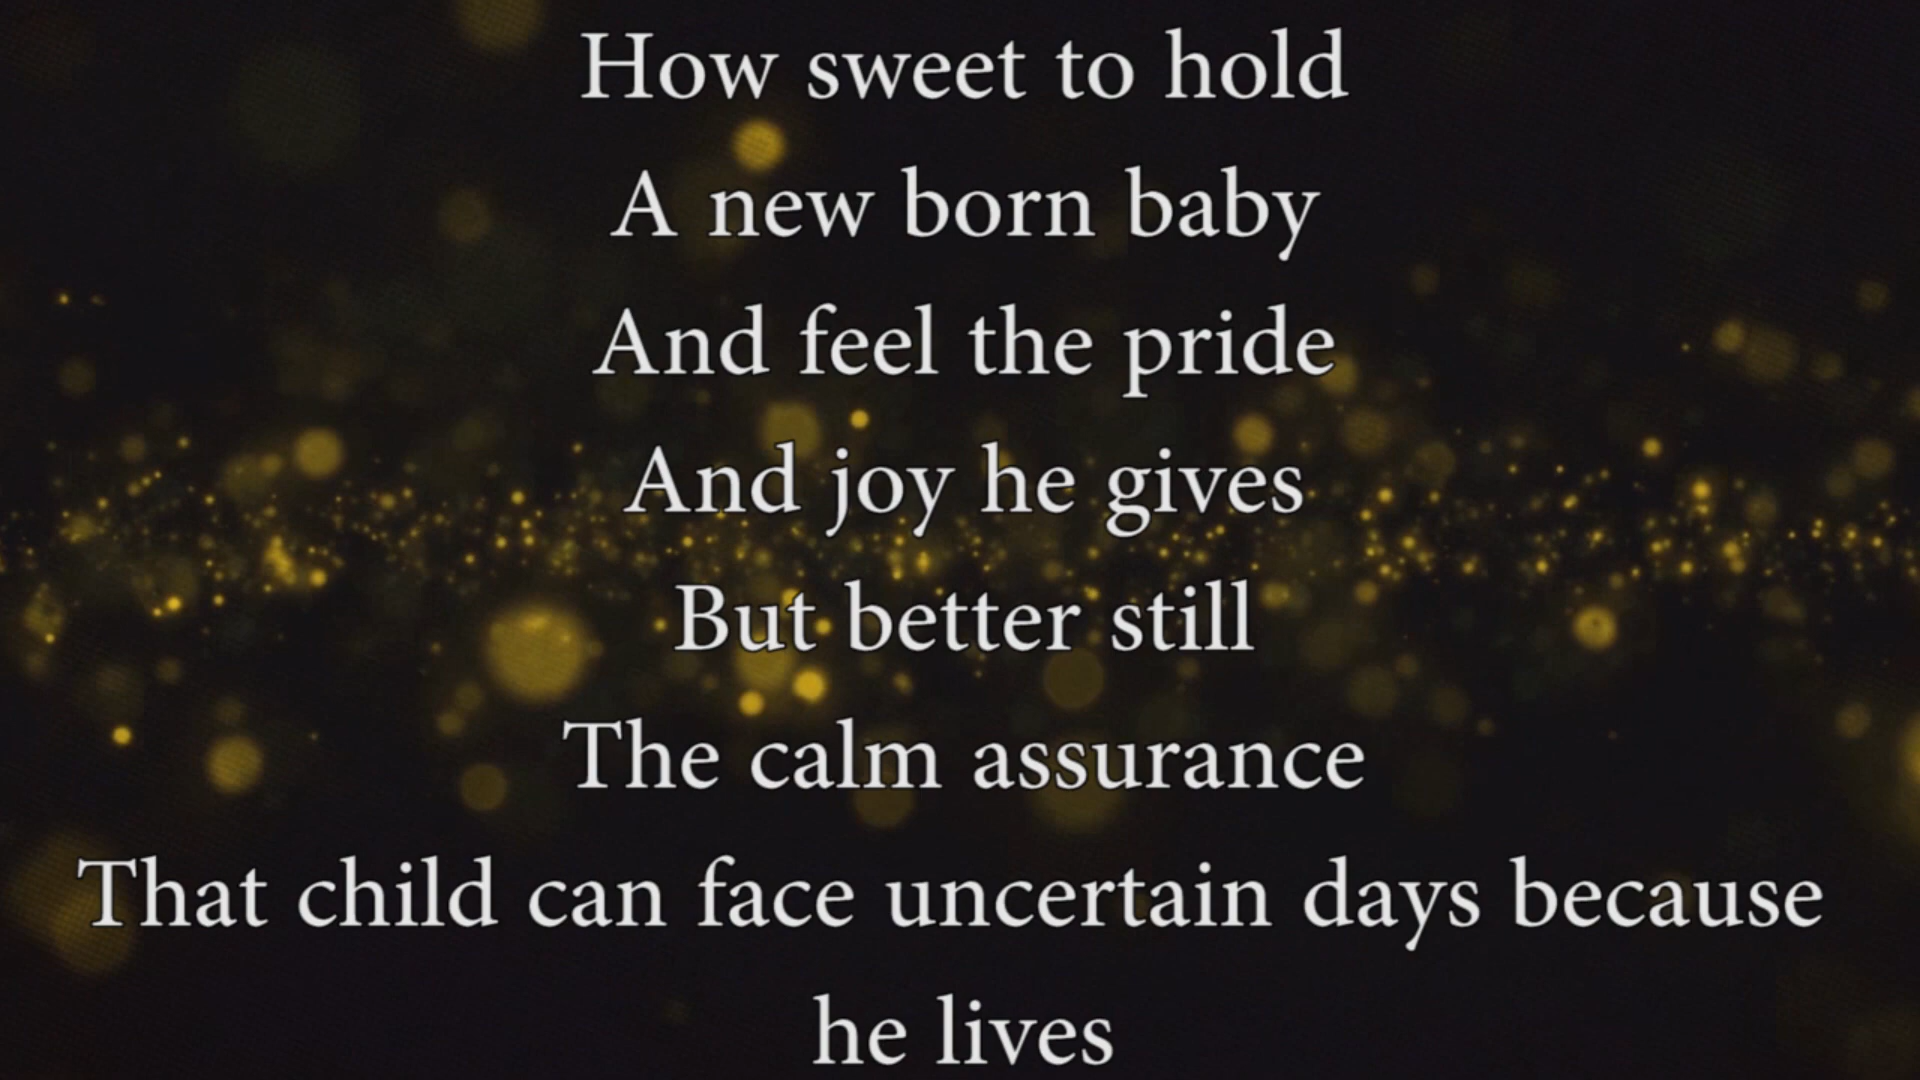 How sweet to hold
A new born baby
And feel the pride
And joy he gives
But better still
The calm assurance
That child can face uncertain days because
he lives